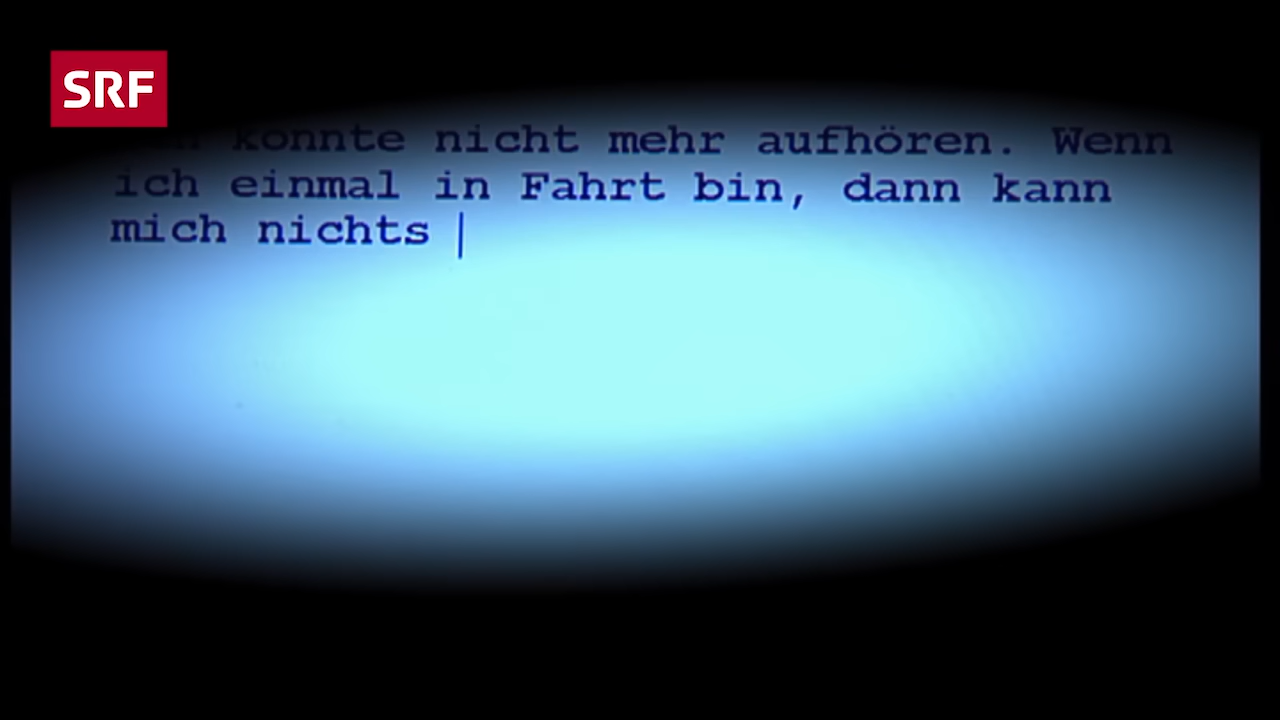 SRF
konnte nicht mehr aufhören. Wenn
ich einmal in Fahrt bin, dann kann
mich nichts